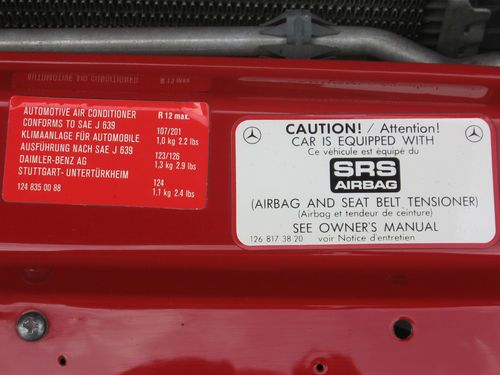 AUTOMOTIVE AIR CONDITIONER R 12 max.
CONFORMS TO SAE J 639 107/201
KLIMAANLAGE FÜR AUTOMOBILE 1,0 kg 2.2 lbs
AUSFÜHRUNG NACH SAE J 639 123/126
DAIMLER-BENZ AG 1,3 kg 2.9 lbs
STUTTGART- UNTERTÜRKHEIM 124
124 835 00 88 1,1 kg 2.4 lbs
CAUTION! / Attention!
CAR IS EQUIPPED WITH
Ce véhicule est équipé du
SRS
AIRBAG
(AIRBAG AND SEAT BELT TENSIONER)
(Airbag et tendeur de ceinture)
SEE OWNER'S MANUAL
126 817 38 20 voir Notice d'entretien